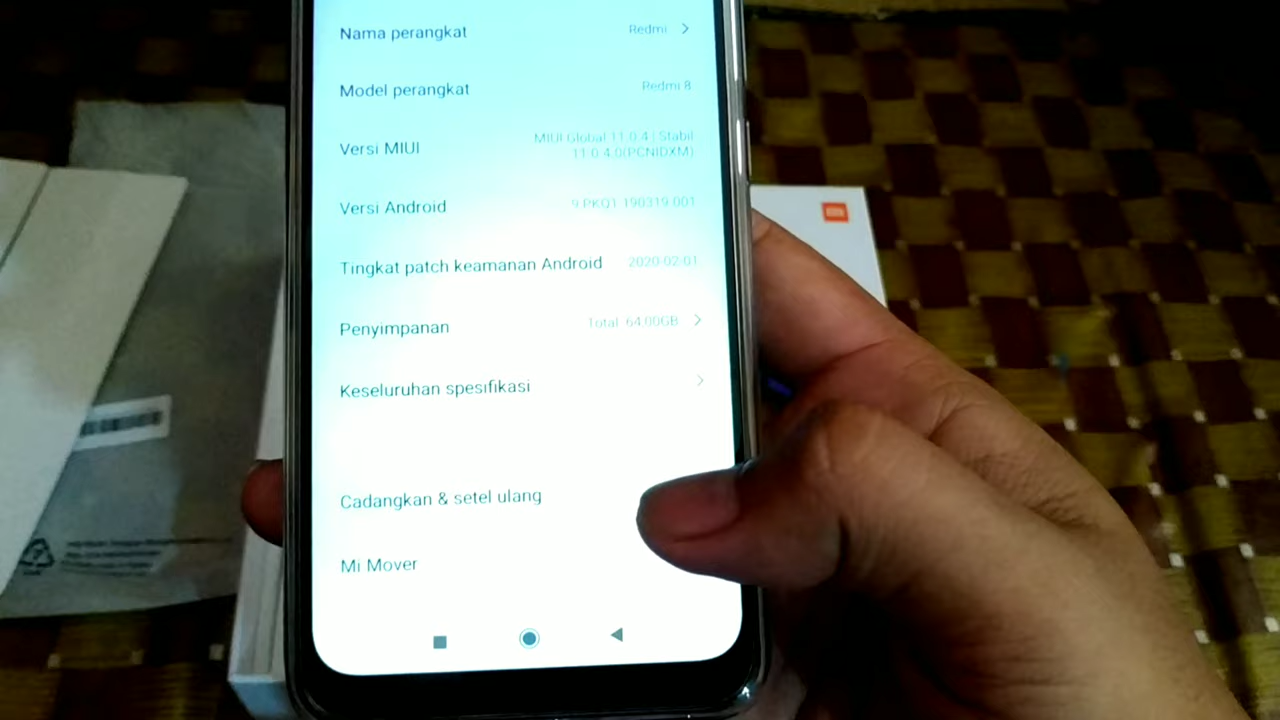 Nama perangkat Redmi
Model perangkat Redmi 8
Versi MIUI MIUI Global 11.0.4 | Stabil
11.0.4.0(PCNIDXM)
Versi Android 9 PKQ1.190319.001
Tingkat patch keamanan Android 2020-02-01
Penyimpanan Total: 64.00GB
Keseluruhan spesifikasi
Cadangkan & setel ulang
Mi Mover